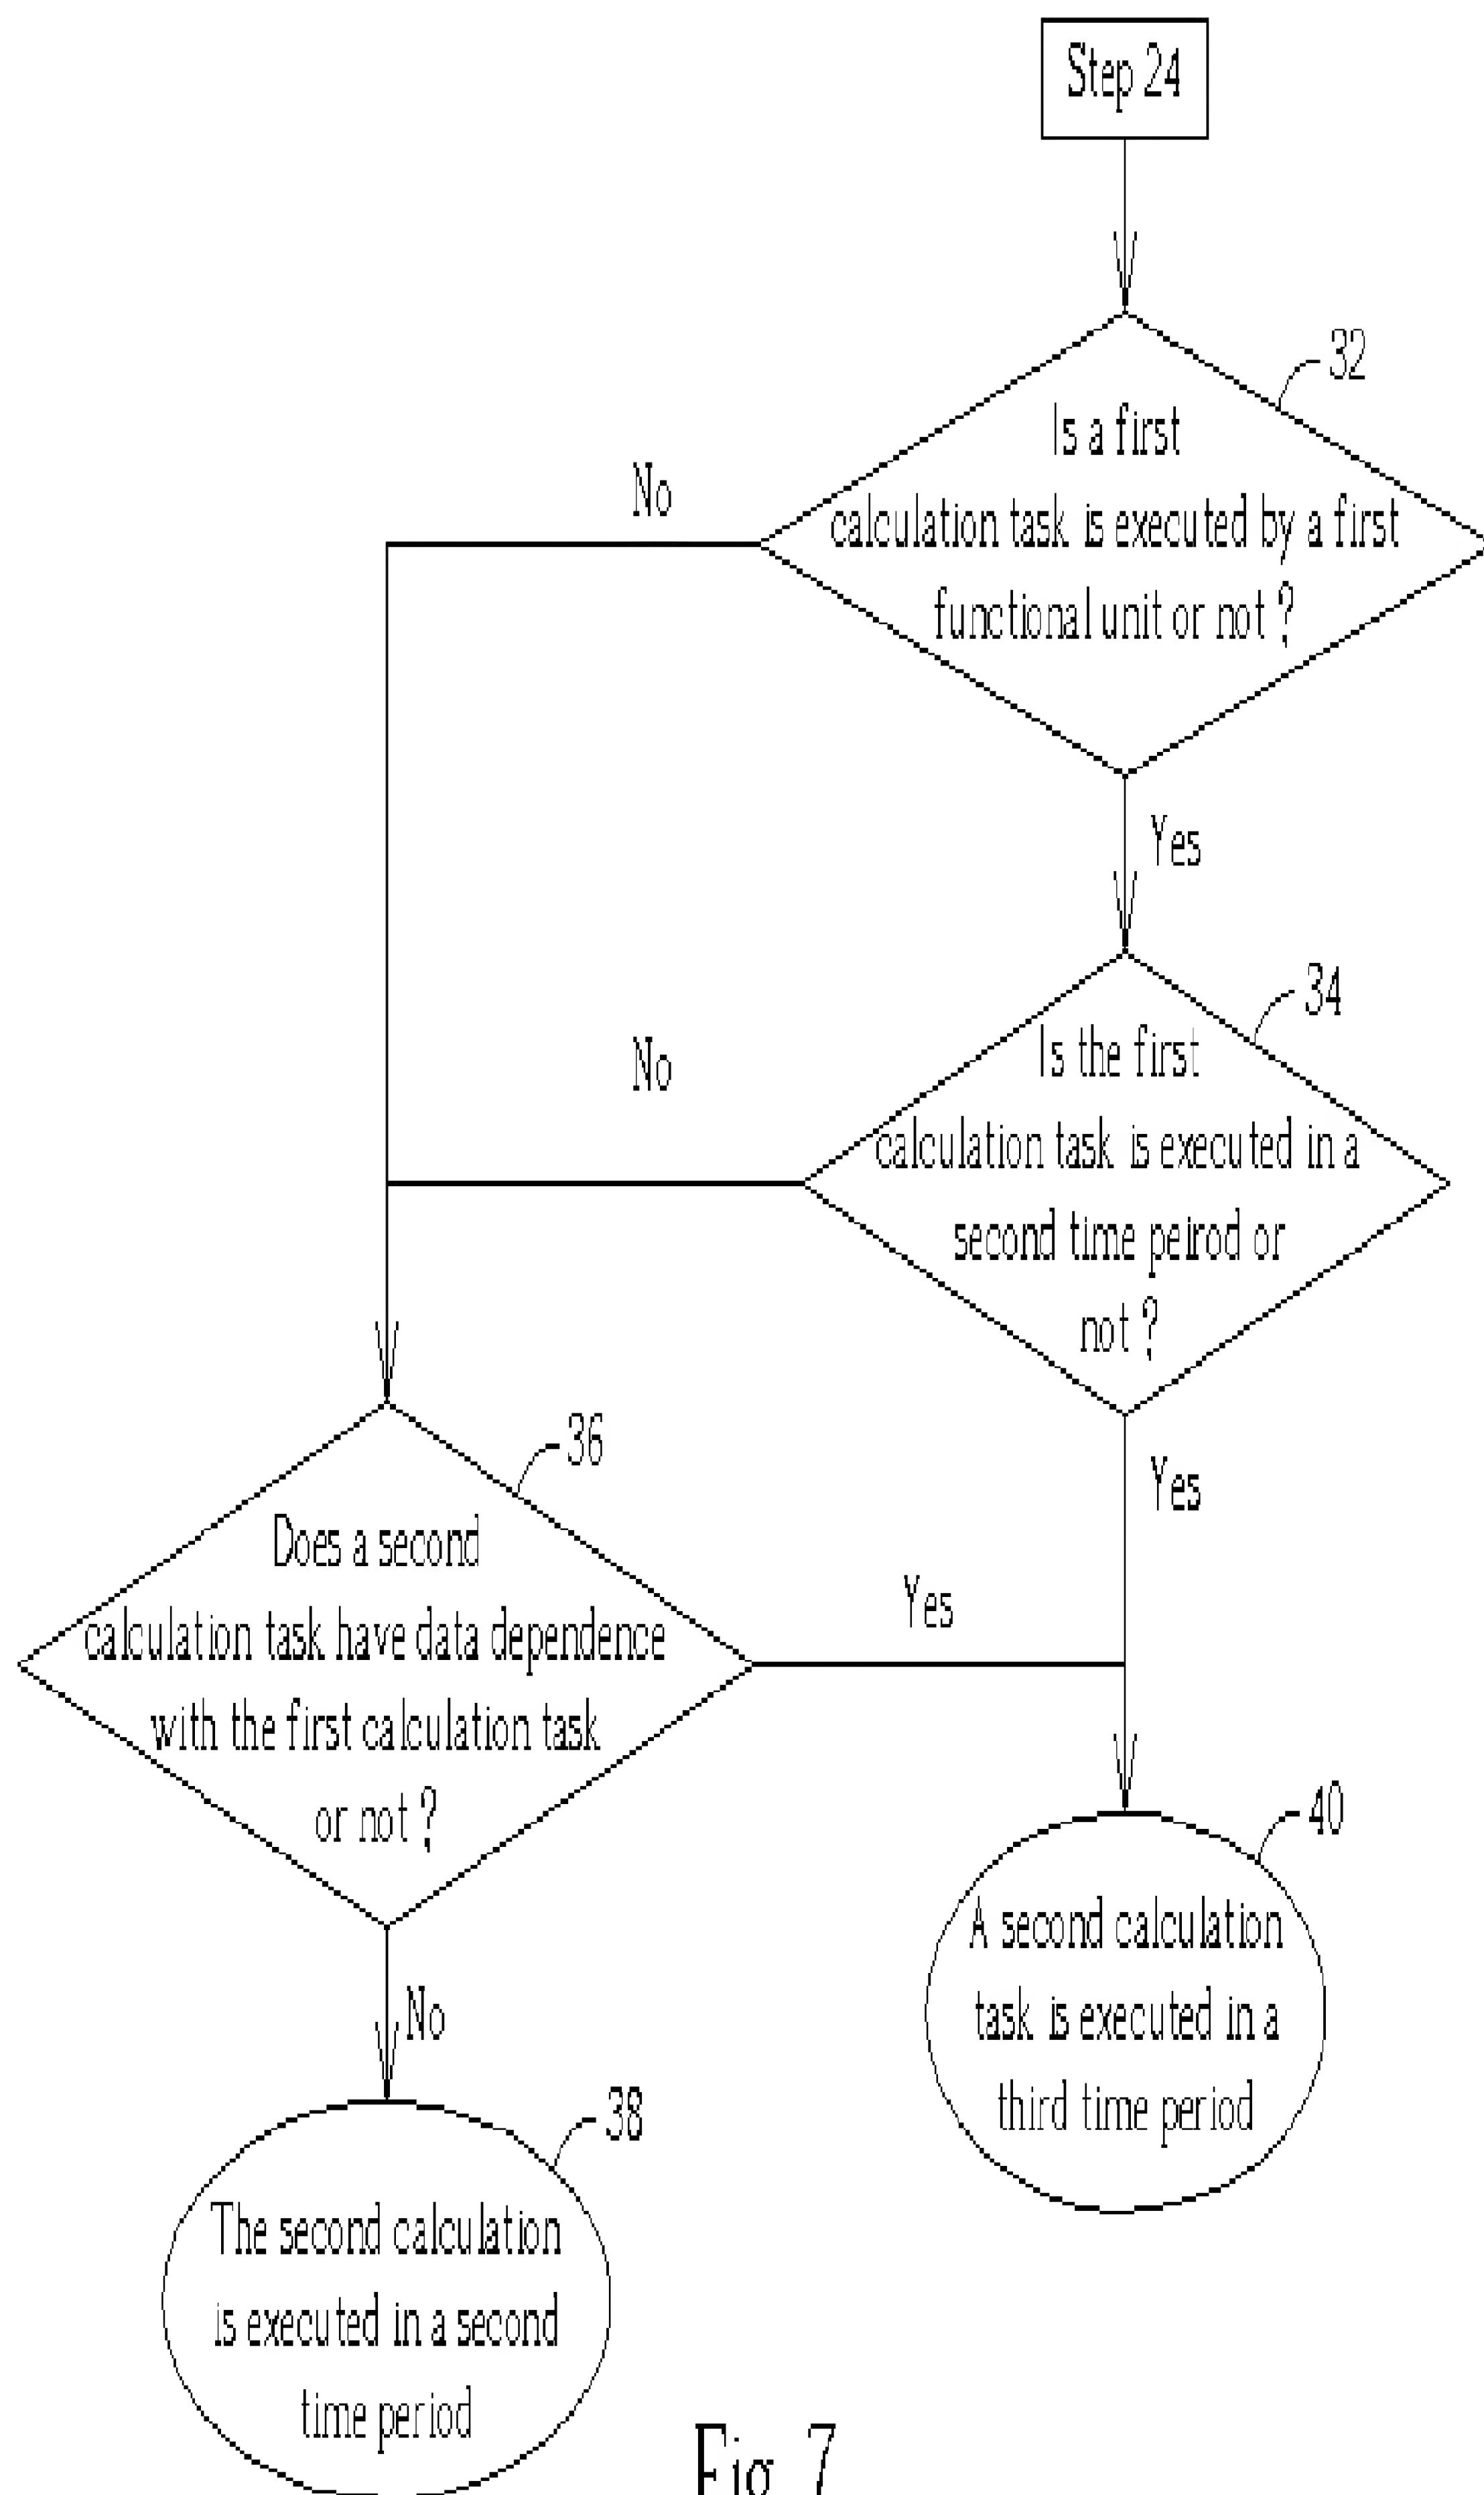 Step 24
32
Is a first
calculation task is executed by a first
functional unit or not ?
No
Yes
34
Is the first
calculation task is executed in a
second time peirod or
not ?
No
Yes
36
Does a second
calculation task have data dependence
with the first calculation task
or not ?
Yes
No
40
A second calculation
task is executed in a
third time period
38
The second calculation
is executed in a second
time period
Fig. 7